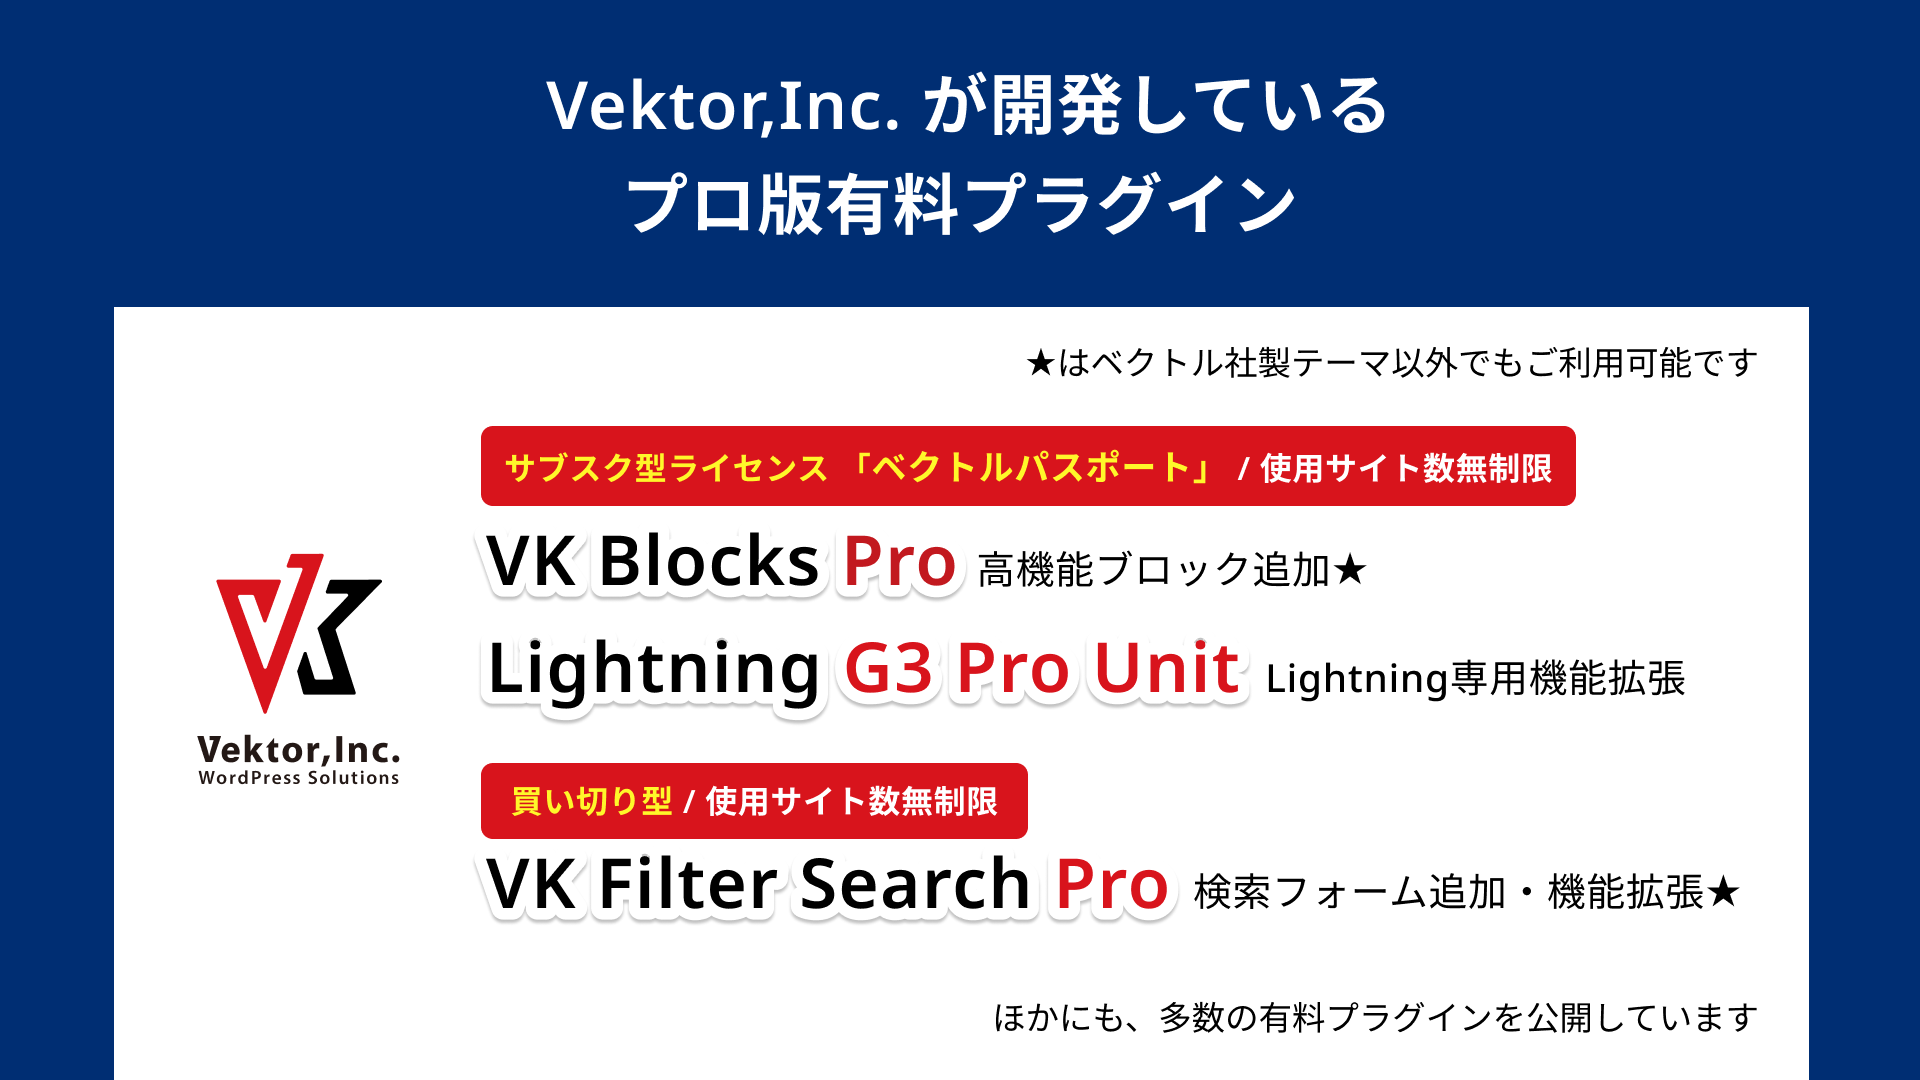 Vektor,Inc. が開発している
プロ版有料プラグイン
★はベクトル社製テーマ以外でもご利用可能です
サブスク型ライセンス 「ベクトルパスポート」 / 使用サイト数無制限
VK Blocks Pro 高機能ブロック追加★
Lightning G3 Pro Unit Lightning専用機能拡張
VK
Vektor,Inc.
WordPress Solutions
買い切り型 / 使用サイト数無制限
VK Filter Search Pro 検索フォーム追加・機能拡張★
ほかにも、多数の有料プラグインを公開しています